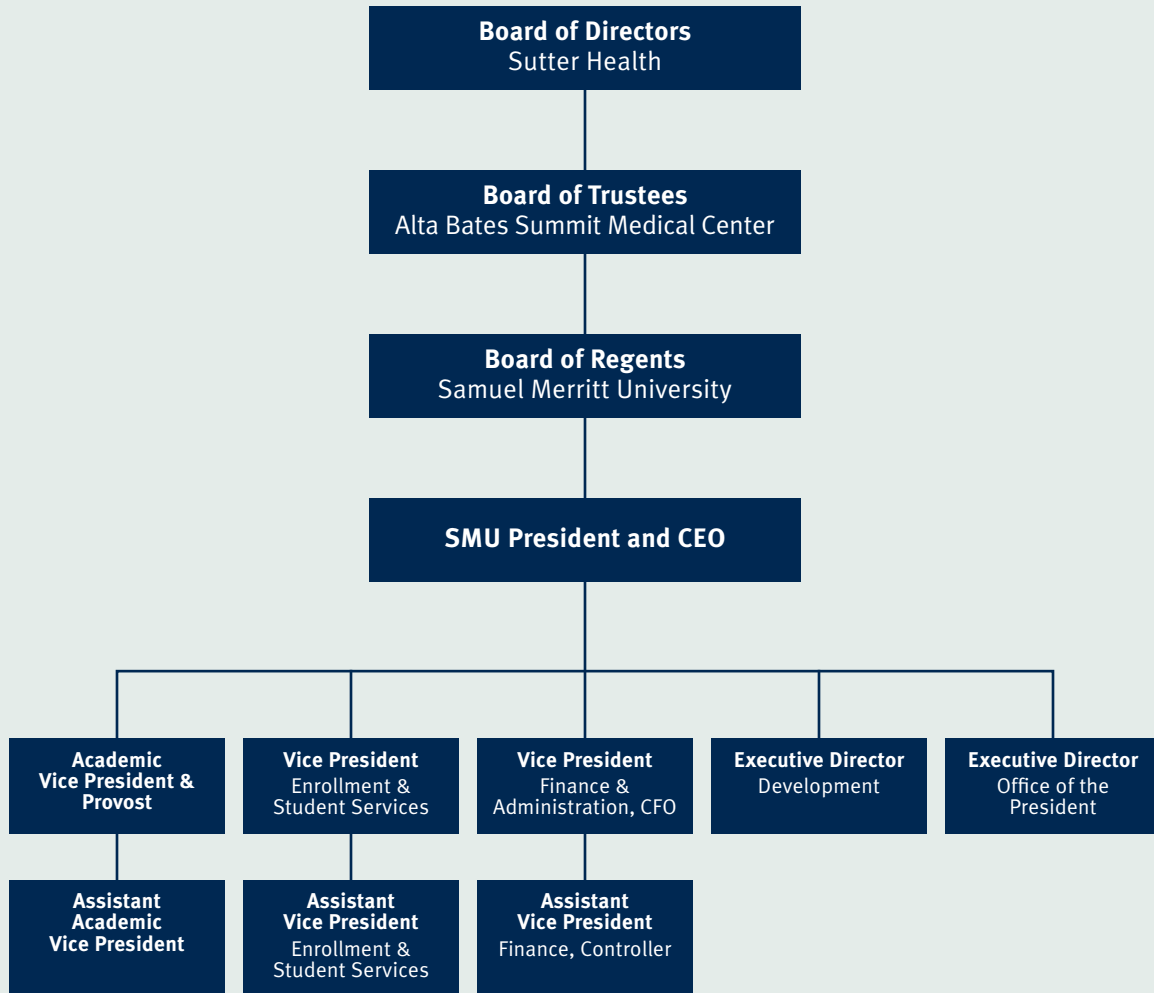 Board of Directors
Sutter Health
Board of Trustees
Alta Bates Summit Medical Center
Board of Regents
Samuel Merritt University
SMU President and CEO
Academic
Vice President &
Provost
Vice President
Enrollment &
Student Services
Vice President
Finance &
Administration, CFO
Executive Director
Development
Executive Director
Office of the
President
Assistant
Academic
Vice President
Assistant
Vice President
Enrollment &
Student Services
Assistant
Vice President
Finance, Controller